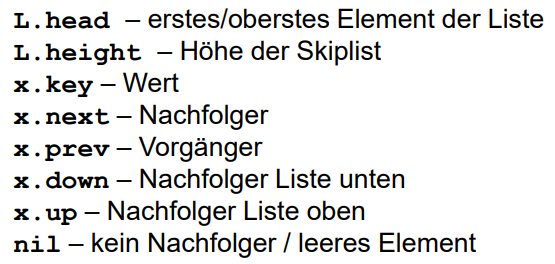 L.head – erstes/oberstes Element der Liste
L.height – Höhe der Skiplist
x.key – Wert
x.next – Nachfolger
x.prev – Vorgänger
x.down – Nachfolger Liste unten
x.up – Nachfolger Liste oben
nil – kein Nachfolger / leeres Element